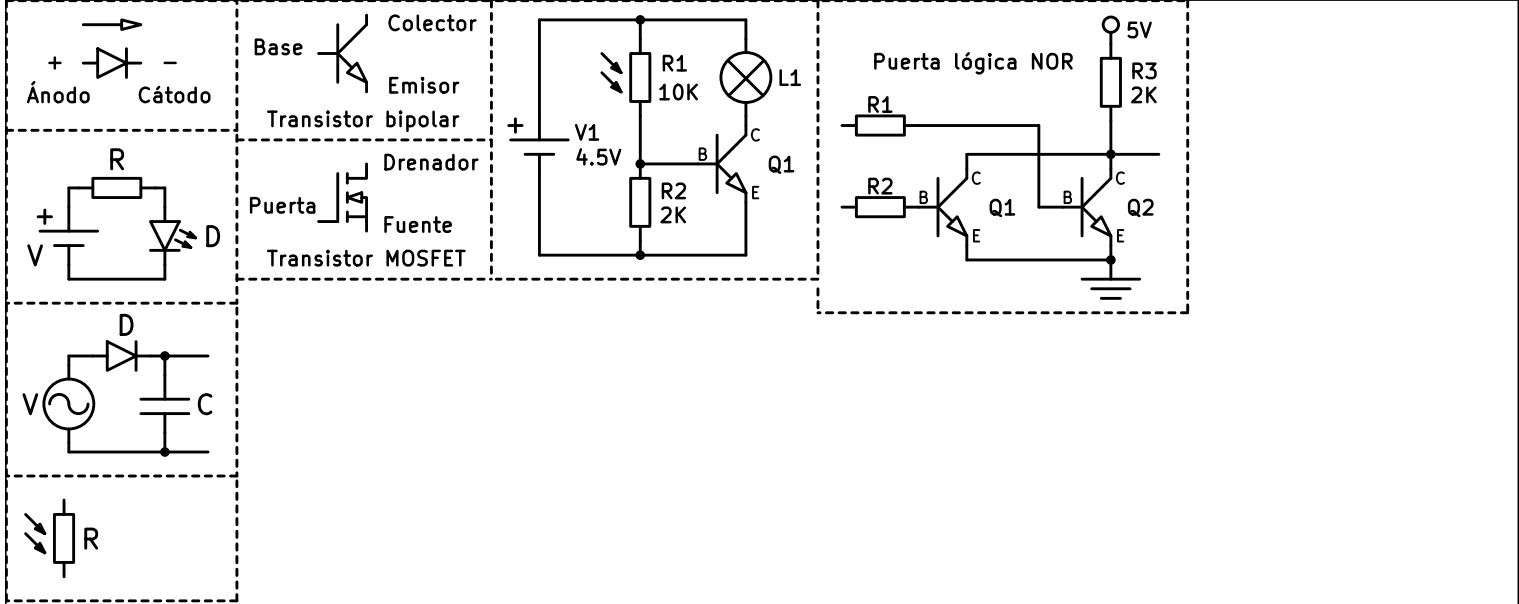 + -
Ánodo Cátodo
R
+
V
D
D
V
C
R
Colector
Base
Emisor
Transistor bipolar
Drenador
Puerta
Fuente
Transistor MOSFET
+
V1
4.5V
R1
10K
L1
C
B
Q1
E
R2
2K
5V
Puerta lógica NOR
R3
2K
R1
R2
B
C
Q1
E
B
C
Q2
E